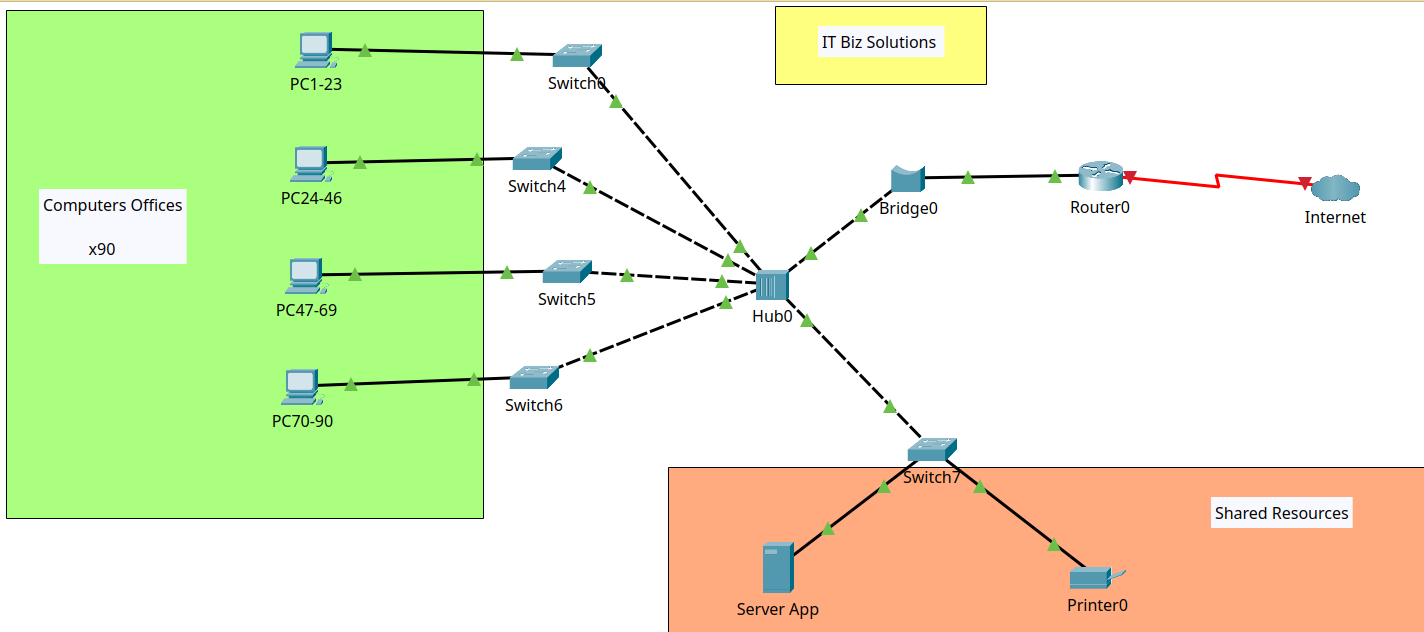 IT Biz Solutions
PC1-23
Switch0
PC24-46
Switch4
Computers Offices
x90
Bridge0
Router0
Internet
PC47-69
Switch5
Hub0
PC70-90
Switch6
Switch7
Shared Resources
Server App
Printer0